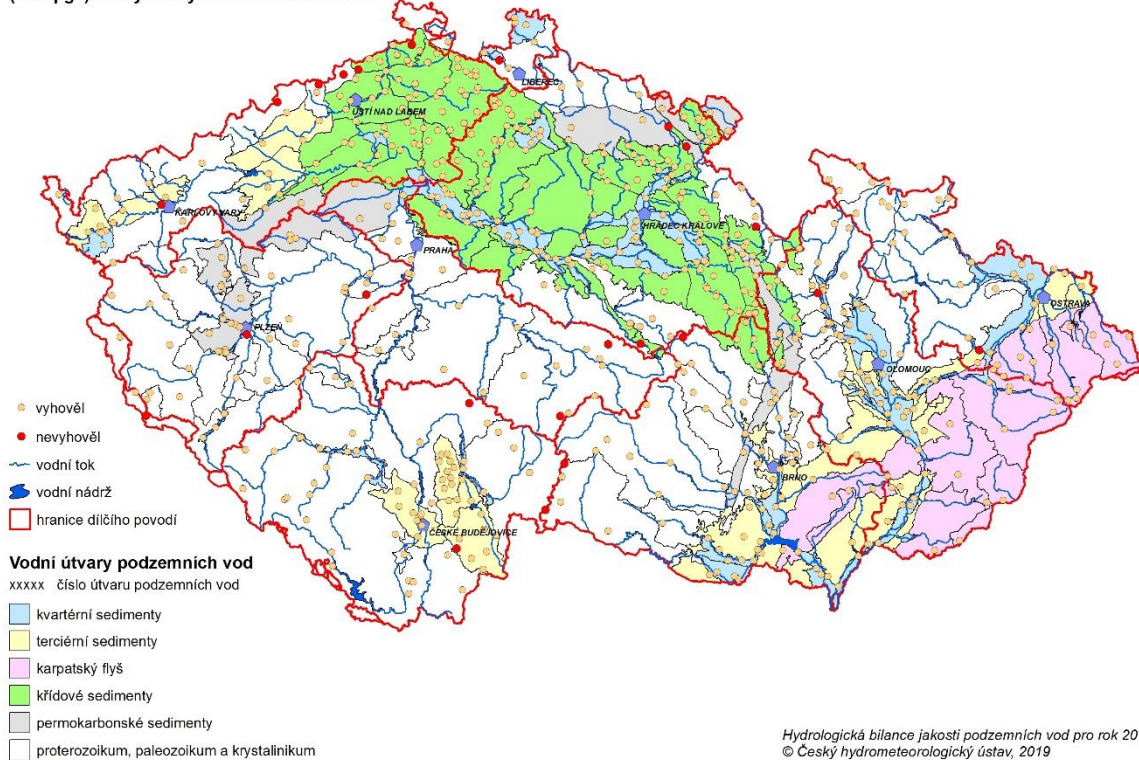 LIBEREC
ÚSTÍ NAD LABEM
KARLOVY VARY
HRADEC KRÁLOVÉ
PRAHA
OSTRAVA
PLZEŇ
OLOMOUC
BRNO
ČESKÉ BUDĚJOVICE
vyhověl
nevyhověl
vodní tok
vodní nádrž
hranice dílčího povodí
Vodní útvary podzemních vod
xxxxx číslo útvaru podzemních vod
kvartérní sedimenty
terciérní sedimenty
karpatský flyš
křídové sedimenty
permokarbonské sedimenty
proterozoikum, paleozoikum a krystalinikum
Hydrologická bilance jakosti podzemních vod pro rok 20
© Český hydrometeorologický ústav, 2019